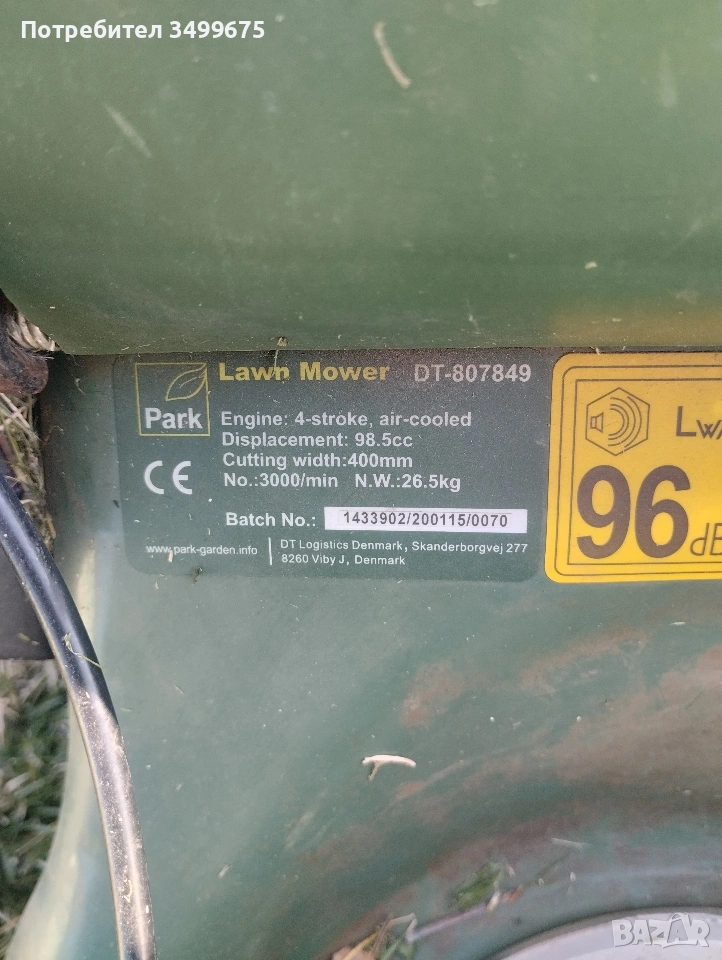 Потребител 3499675
Lawn Mower DT-807849
Park
Engine: 4-stroke, air-cooled
Displacement: 98.5cc
Cutting width:400mm
No.:3000/min N.W.:26.5kg
CE
Batch No.: 1433902/200115/0070
www.park-garden.info
DT Logistics Denmark, Skanderborgvej 277
8260 Viby J, Denmark
96
BAZAR